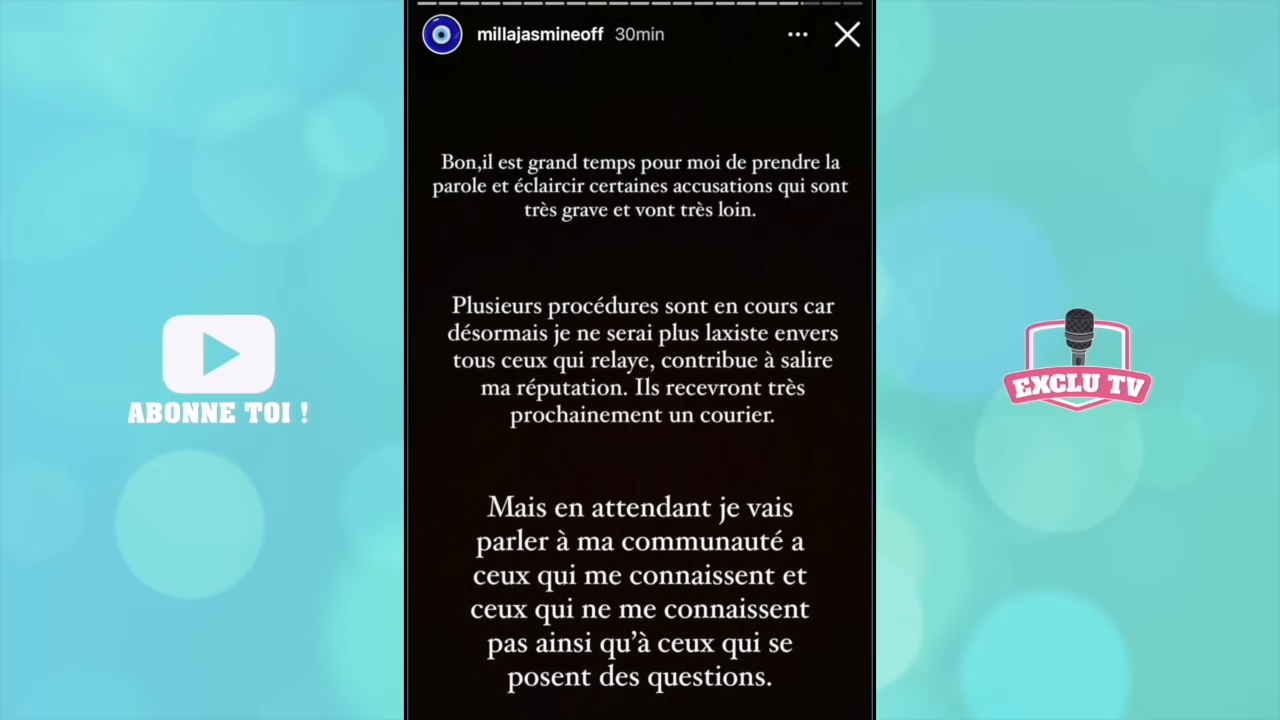 millajasmineoff 30min
Bon,il est grand temps pour moi de prendre la
parole et éclaircir certaines accusations qui sont
très grave et vont très loin.
Plusieurs procédures sont en cours car
désormais je ne serai plus laxiste envers
tous ceux qui relaye, contribue à salire
ma réputation. Ils recevront très
prochainement un courier.
Mais en attendant je vais
parler à ma communauté a
ceux qui me connaissent et
ceux qui ne me connaissent
pas ainsi qu’à ceux qui se
posent des questions.
ABONNE TOI !
EXCLU TV